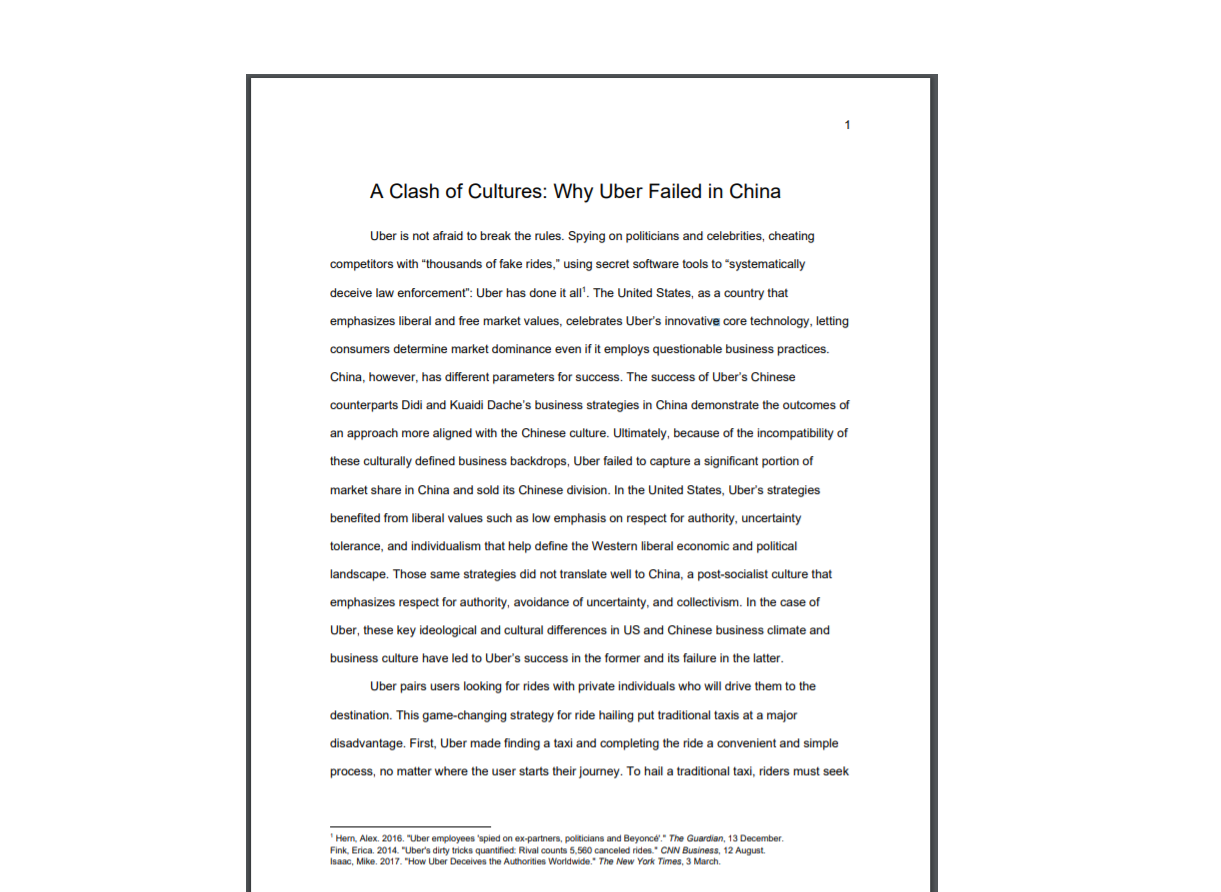 1
A Clash of Cultures: Why Uber Failed in China
Uber is not afraid to break the rules. Spying on politicians and celebrities, cheating
competitors with “thousands of fake rides,” using secret software tools to “systematically
deceive law enforcement”: Uber has done it all¹. The United States, as a country that
emphasizes liberal and free market values, celebrates Uber’s innovative core technology, letting
consumers determine market dominance even if it employs questionable business practices.
China, however, has different parameters for success. The success of Uber’s Chinese
counterparts Didi and Kuaidi Dache’s business strategies in China demonstrate the outcomes of
an approach more aligned with the Chinese culture. Ultimately, because of the incompatibility of
these culturally defined business backdrops, Uber failed to capture a significant portion of
market share in China and sold its Chinese division. In the United States, Uber’s strategies
benefited from liberal values such as low emphasis on respect for authority, uncertainty
tolerance, and individualism that help define the Western liberal economic and political
landscape. Those same strategies did not translate well to China, a post-socialist culture that
emphasizes respect for authority, avoidance of uncertainty, and collectivism. In the case of
Uber, these key ideological and cultural differences in US and Chinese business climate and
business culture have led to Uber’s success in the former and its failure in the latter.
Uber pairs users looking for rides with private individuals who will drive them to the
destination. This game-changing strategy for ride hailing put traditional taxis at a major
disadvantage. First, Uber made finding a taxi and completing the ride a convenient and simple
process, no matter where the user starts their journey. To hail a traditional taxi, riders must seek
¹ Hern, Alex. 2016. "Uber employees 'spied on ex-partners, politicians and Beyoncé'." The Guardian, 13 December.
Fink, Erica. 2014. "Uber's dirty tricks quantified: Rival counts 5,560 canceled rides." CNN Business, 12 August.
Isaac, Mike. 2017. "How Uber Deceives the Authorities Worldwide." The New York Times, 3 March.